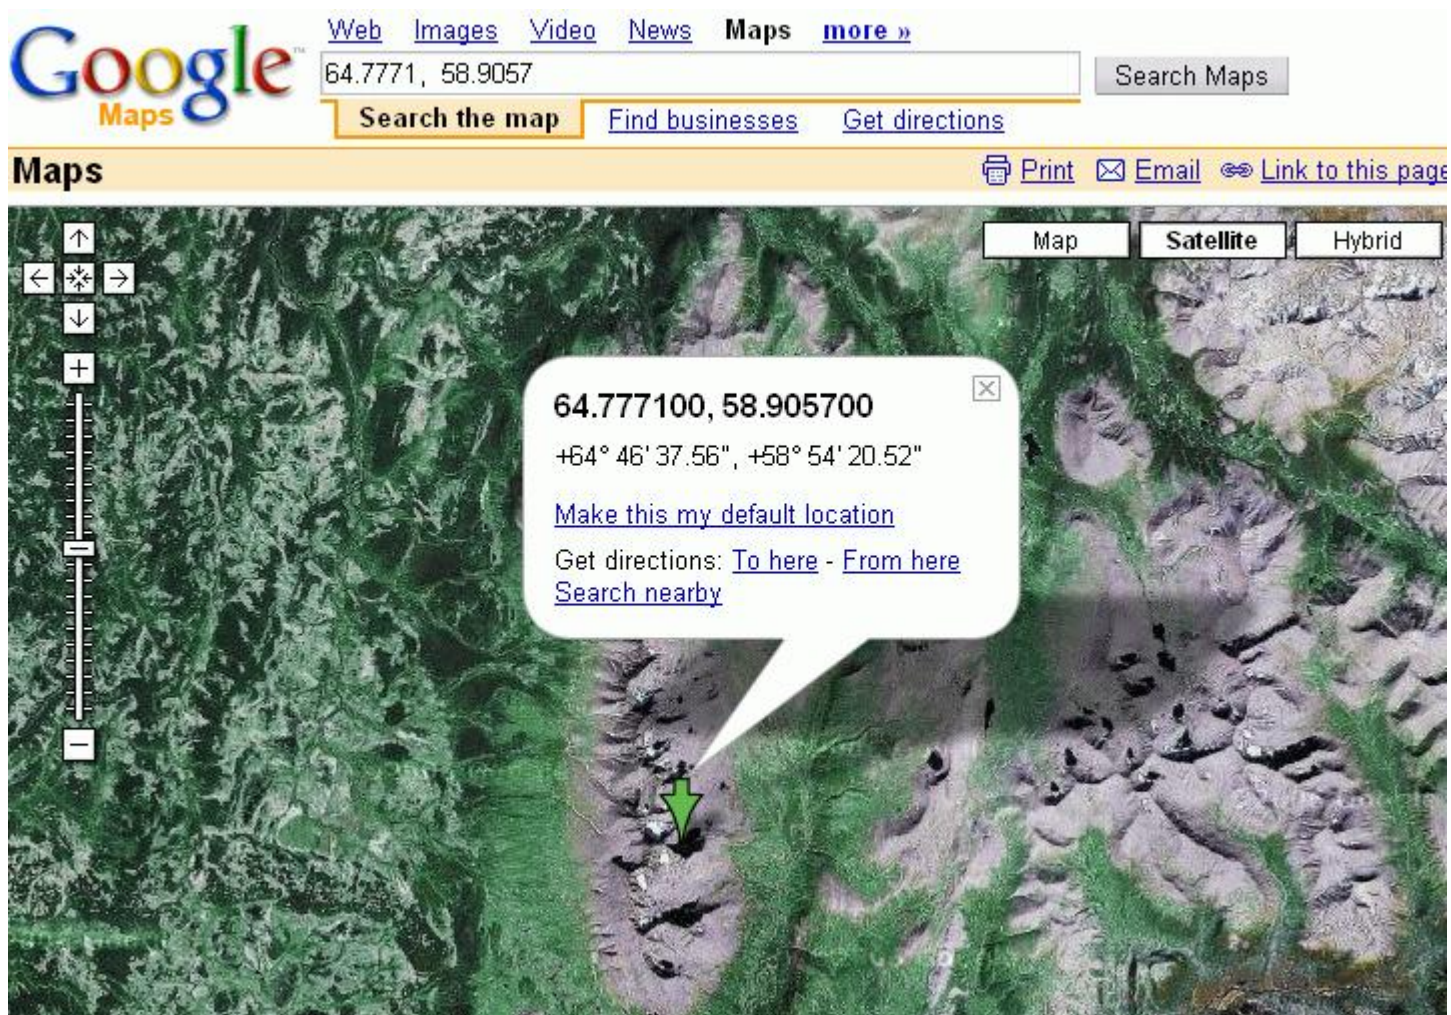 Google™
Maps
Web Images Video News Maps more »
64.7771, 58.9057
Search Maps
Search the map Find businesses Get directions
Maps
Print Email Link to this page
Map Satellite Hybrid
64.777100, 58.905700
+64° 46' 37.56", +58° 54' 20.52"
Make this my default location
Get directions: To here - From here
Search nearby